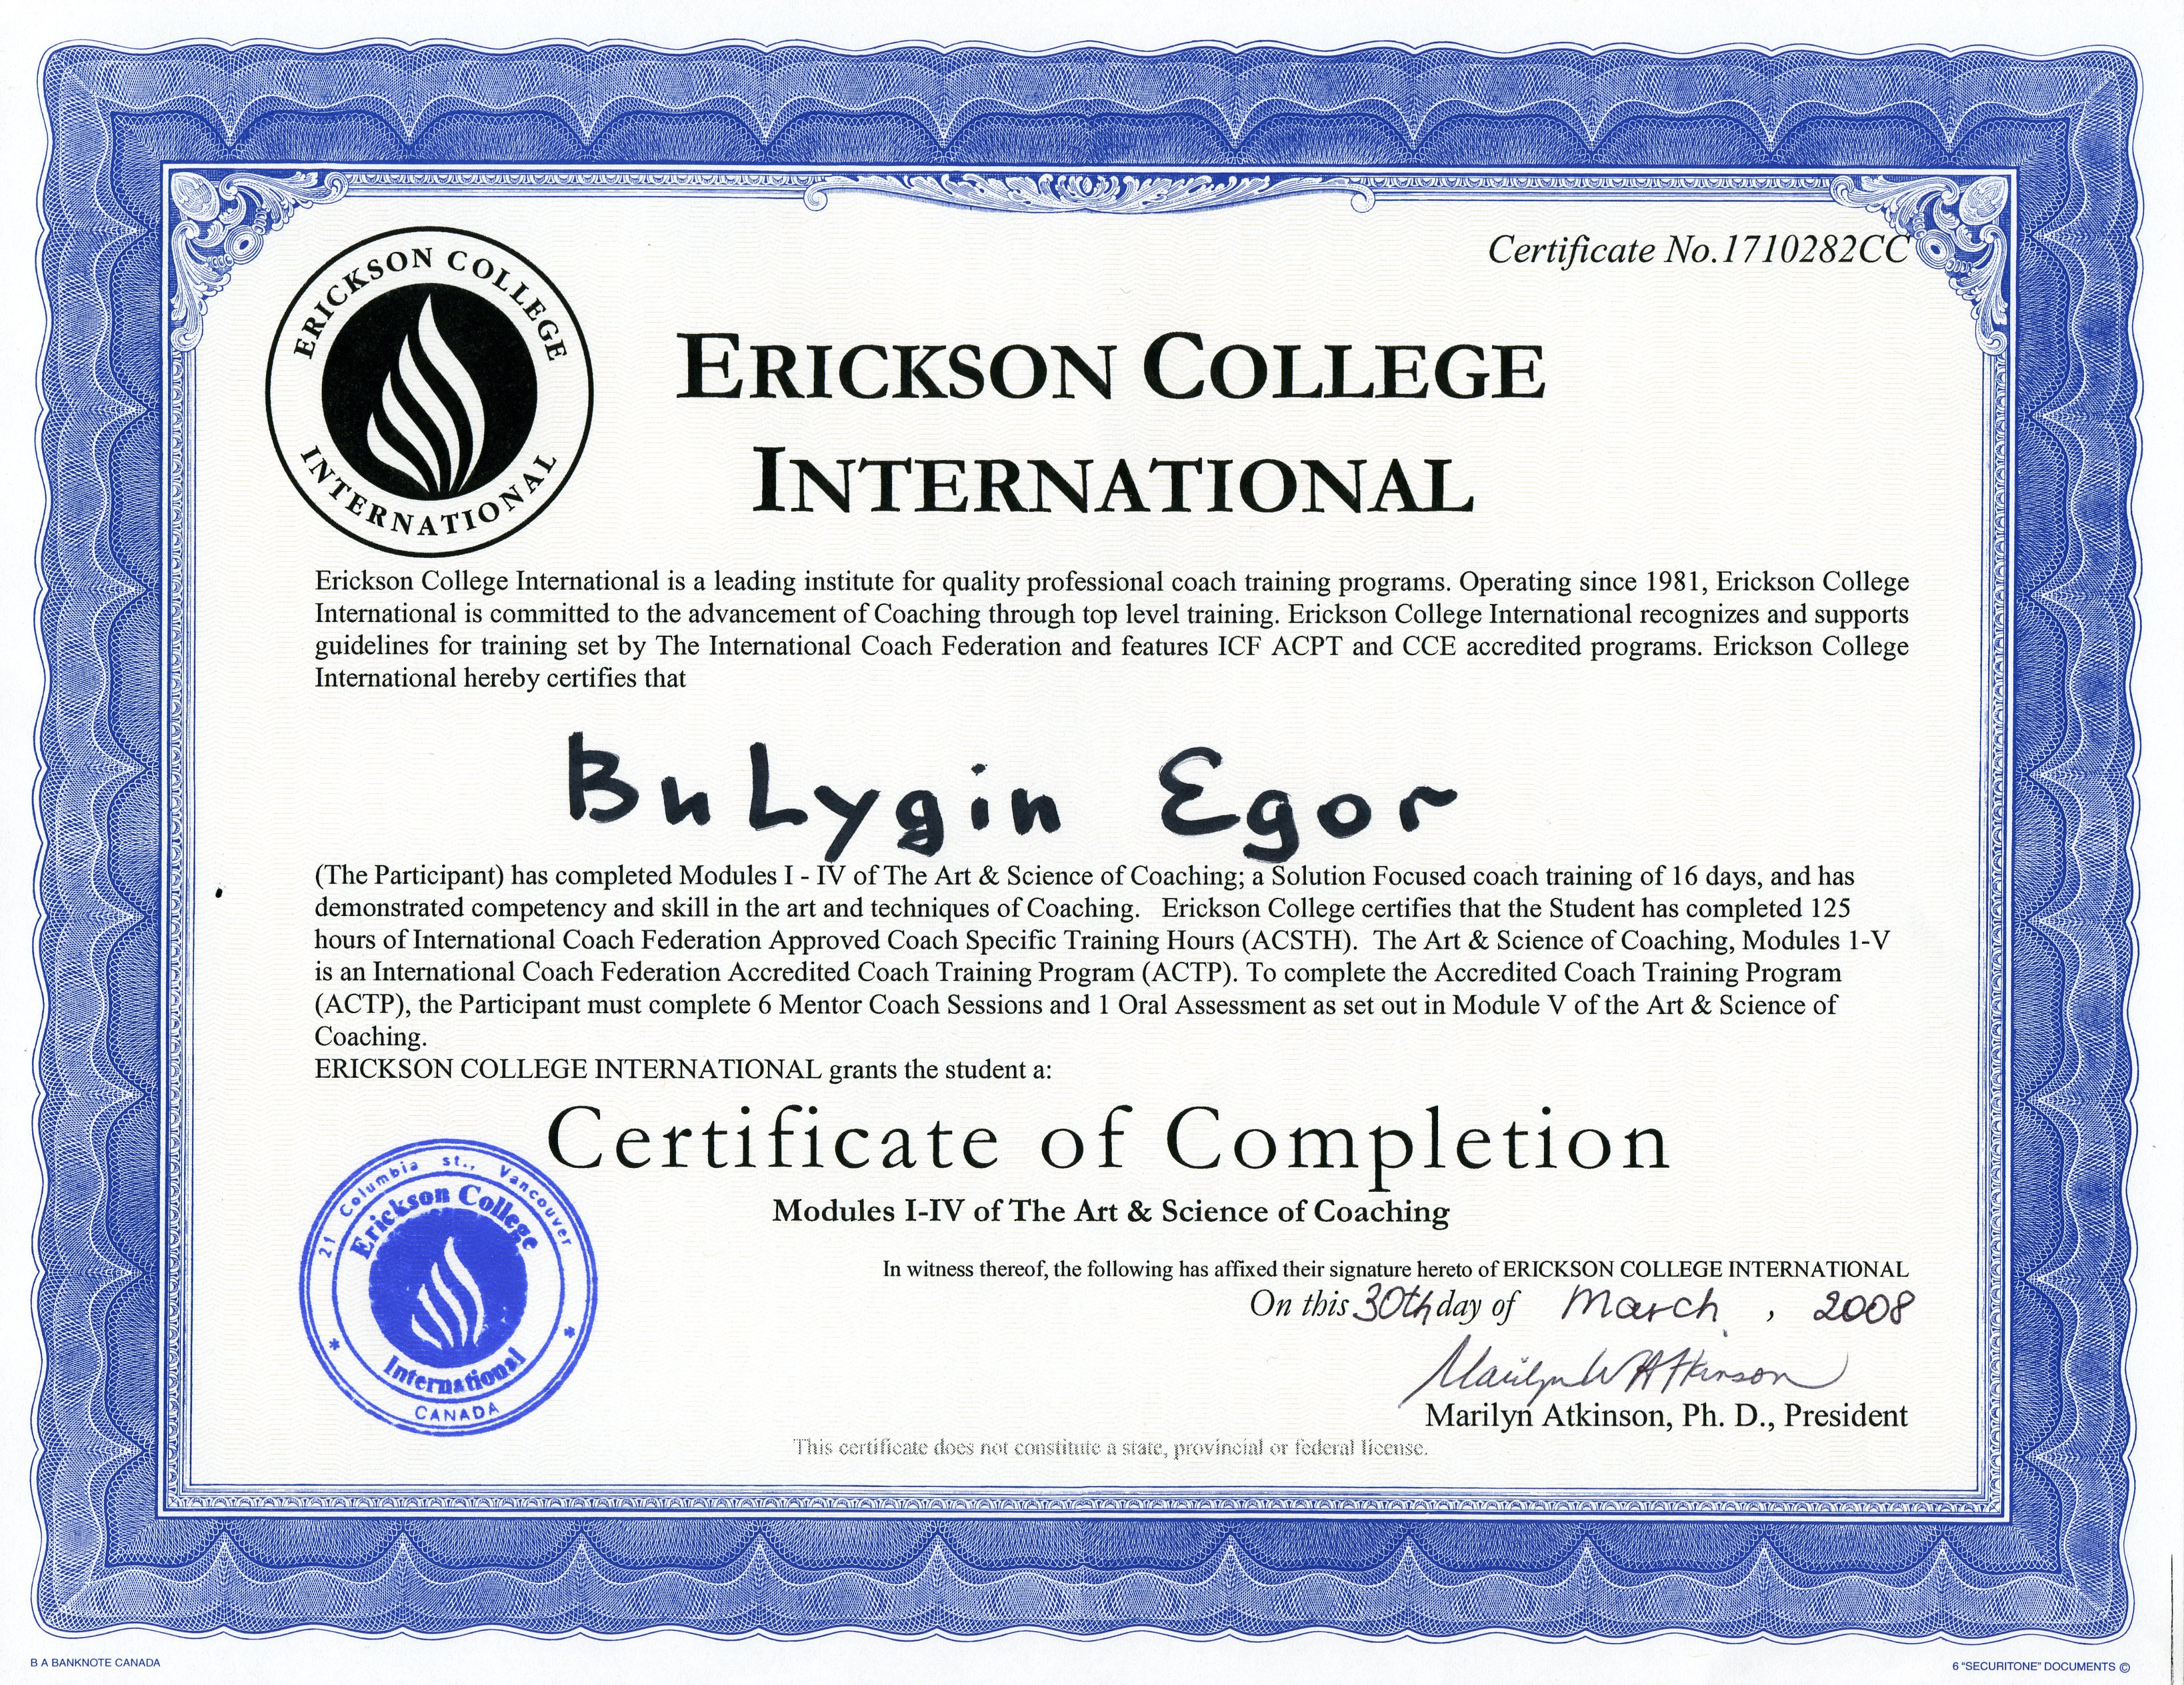 Certificate No.1710282CC
ERICKSON COLLEGE
INTERNATIONAL
ERICKSON COLLEGE
INTERNATIONAL
Erickson College International is a leading institute for quality professional coach training programs. Operating since 1981, Erickson College
International is committed to the advancement of Coaching through top level training. Erickson College International recognizes and supports
guidelines for training set by The International Coach Federation and features ICF ACPT and CCE accredited programs. Erickson College
International hereby certifies that
BuLygin Egor
(The Participant) has completed Modules I - IV of The Art & Science of Coaching; a Solution Focused coach training of 16 days, and has
demonstrated competency and skill in the art and techniques of Coaching. Erickson College certifies that the Student has completed 125
hours of International Coach Federation Approved Coach Specific Training Hours (ACSTH). The Art & Science of Coaching, Modules 1-V
is an International Coach Federation Accredited Coach Training Program (ACTP). To complete the Accredited Coach Training Program
(ACTP), the Participant must complete 6 Mentor Coach Sessions and 1 Oral Assessment as set out in Module V of the Art & Science of
Coaching.
ERICKSON COLLEGE INTERNATIONAL grants the student a:
Certificate of Completion
Modules I-IV of The Art & Science of Coaching
21 Columbia st., Vancouver
Erickson College
International
* CANADA *
In witness thereof, the following has affixed their signature hereto of ERICKSON COLLEGE INTERNATIONAL
On this 30th day of March , 2008
Marilyn W Atkinson
Marilyn Atkinson, Ph. D., President
This certificate does not constitute a state, provincial or federal license.
B A BANKNOTE CANADA
6 "SECURITONE" DOCUMENTS ©